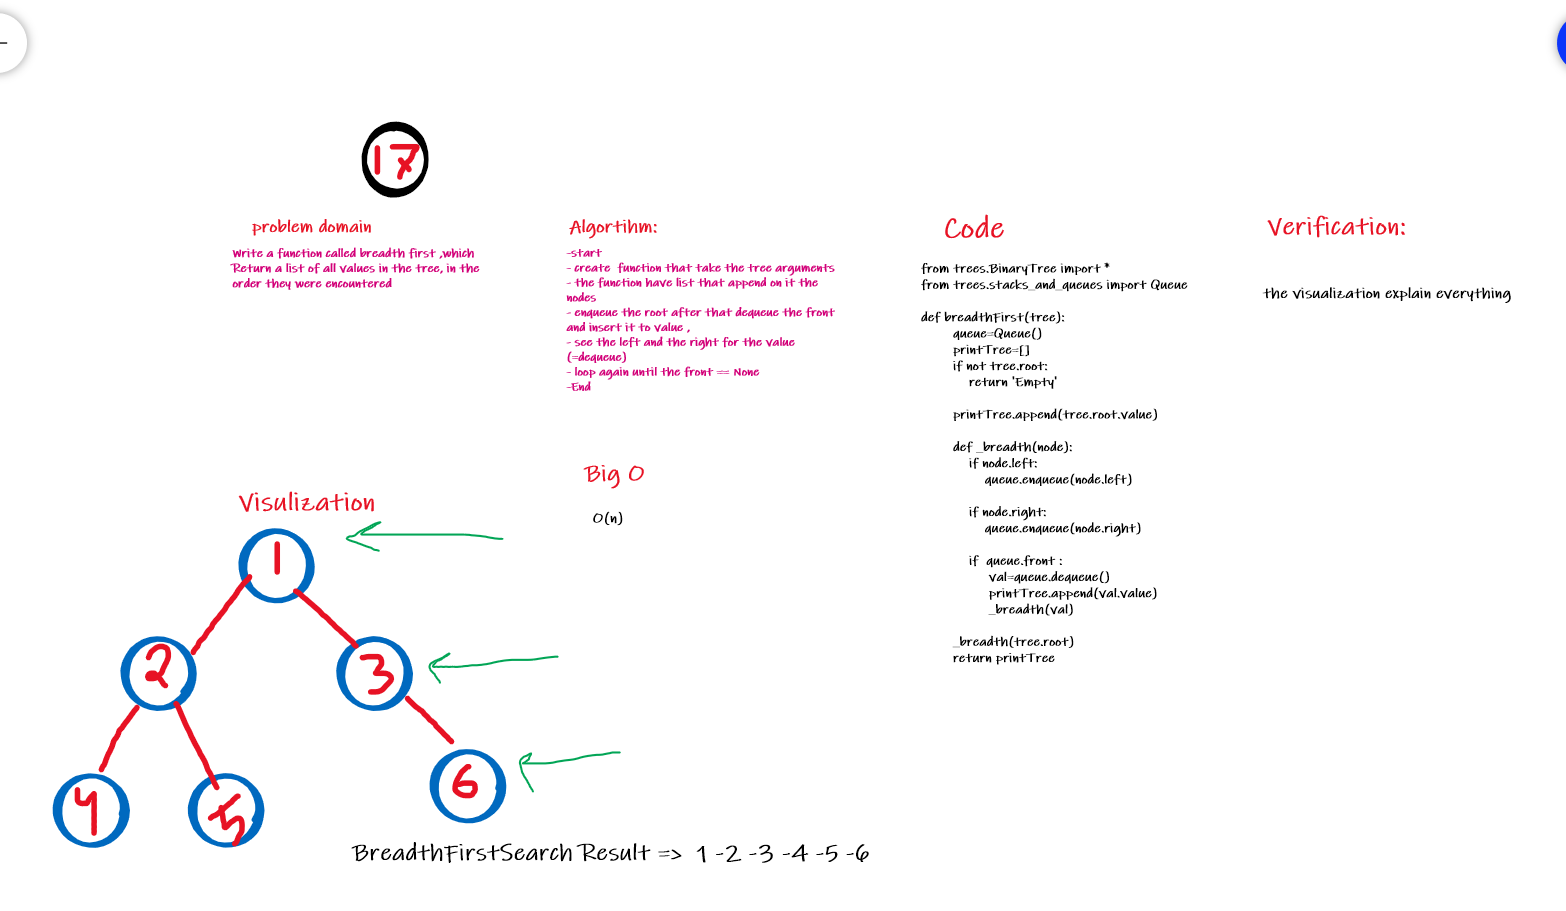 17
problem domain
Write a function called breadth first ,which
Return a list of all values in the tree, in the
order they were encountered
Algortihm:
-start
- create function that take the tree arguments
- the function have list that append on it the
nodes
- enqueue the root after that dequeue the front
and insert it to value ,
- see the left and the right for the value
(=dequeue)
- loop again until the front == None
-End
Big O
O(n)
Code
from trees.BinaryTree import *
from trees.stacks_and_queues import Queue
def breadthFirst(tree):
queue=Queue()
printTree=[]
if not tree.root:
return 'Empty'
printTree.append(tree.root.value)
def _breadth(node):
if node.left:
queue.enqueue(node.left)
if node.right:
queue.enqueue(node.right)
if queue.front :
val=queue.dequeue()
printTree.append(val.value)
_breadth(val)
_breadth(tree.root)
return printTree
Verification:
the visualization explain everything
Visulization
1
2
3
4
5
6
BreadthFirstSearch Result => 1 -2 -3 -4 -5 -6